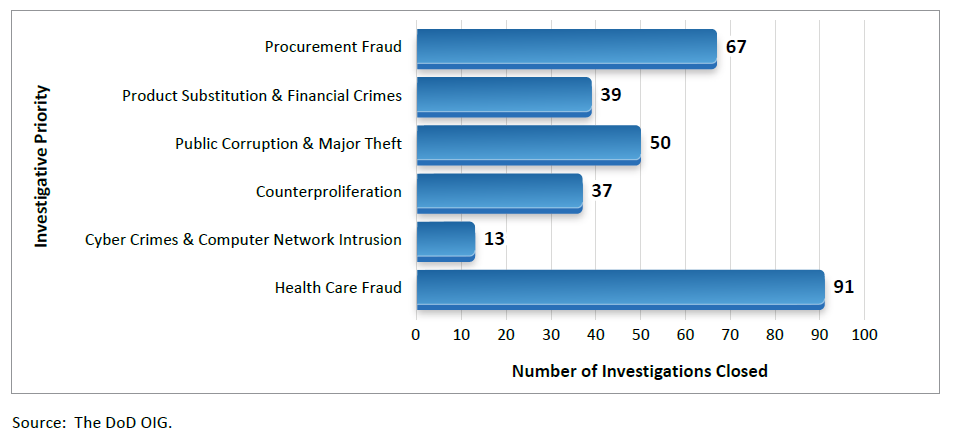 Investigative Priority
Procurement Fraud 67
Product Substitution & Financial Crimes 39
Public Corruption & Major Theft 50
Counterproliferation 37
Cyber Crimes & Computer Network Intrusion 13
Health Care Fraud 91
0 10 20 30 40 50 60 70 80 90 100
Number of Investigations Closed
Source: The DoD OIG.